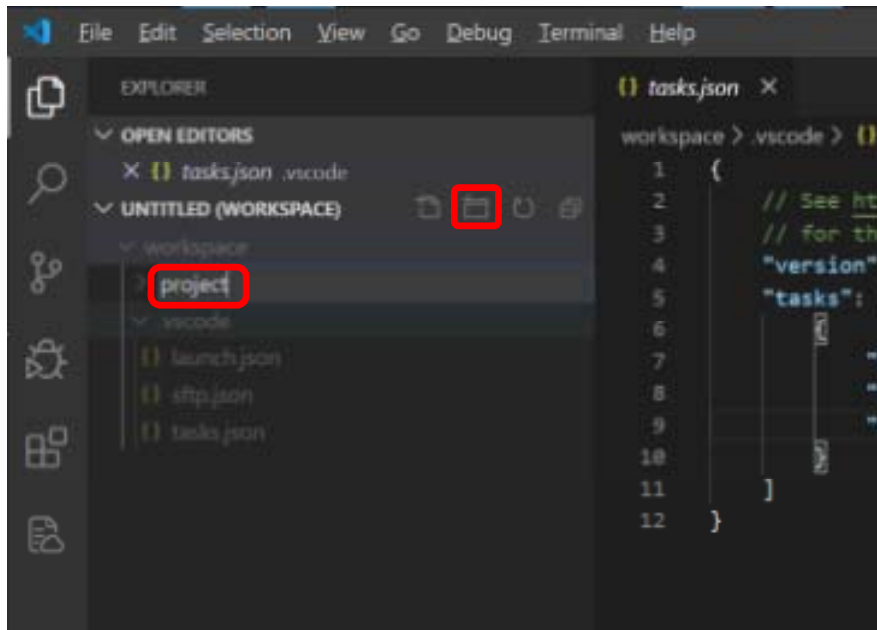 File Edit Selection View Go Debug Terminal Help
EXPLORER
OPEN EDITORS
tasks.json .vscode
UNTITLED (WORKSPACE)
workspace
project
.vscode
{} launch.json
{} sftp.json
{} tasks.json
{} tasks.json
workspace > .vscode > {}
1 {
2 // See ht
3 // for th
4 "version"
5 "tasks":
6 {
7 "
8 "
9 "
10 }
11 ]
12 }